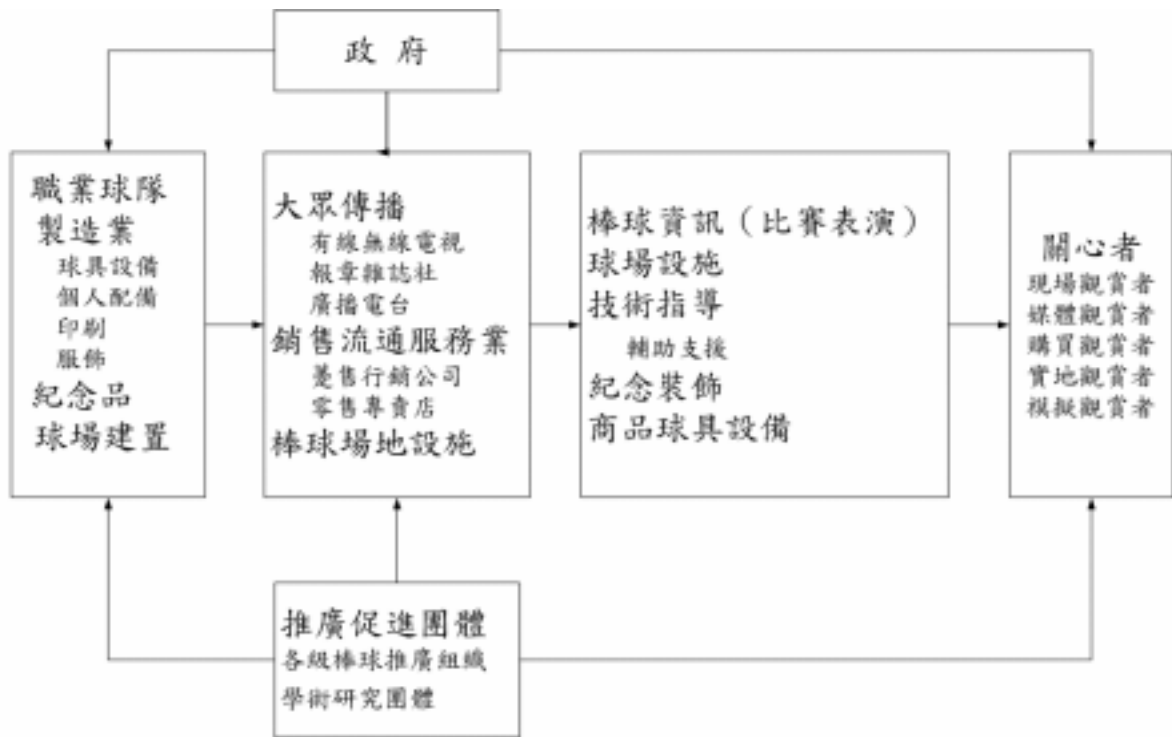 政 府
職業球隊
製造業
球具設備
個人配備
印刷
服飾
紀念品
球場建置
大眾傳播
有線無線電視
報章雜誌社
廣播電台
銷售流通服務業
躉售行銷公司
零售專賣店
棒球場地設施
棒球資訊（比賽表演）
球場設施
技術指導
輔助支援
紀念裝飾
商品球具設備
關心者
現場觀賞者
媒體觀賞者
購買觀賞者
實地觀賞者
模擬觀賞者
推廣促進團體
各級棒球推廣組織
學術研究團體